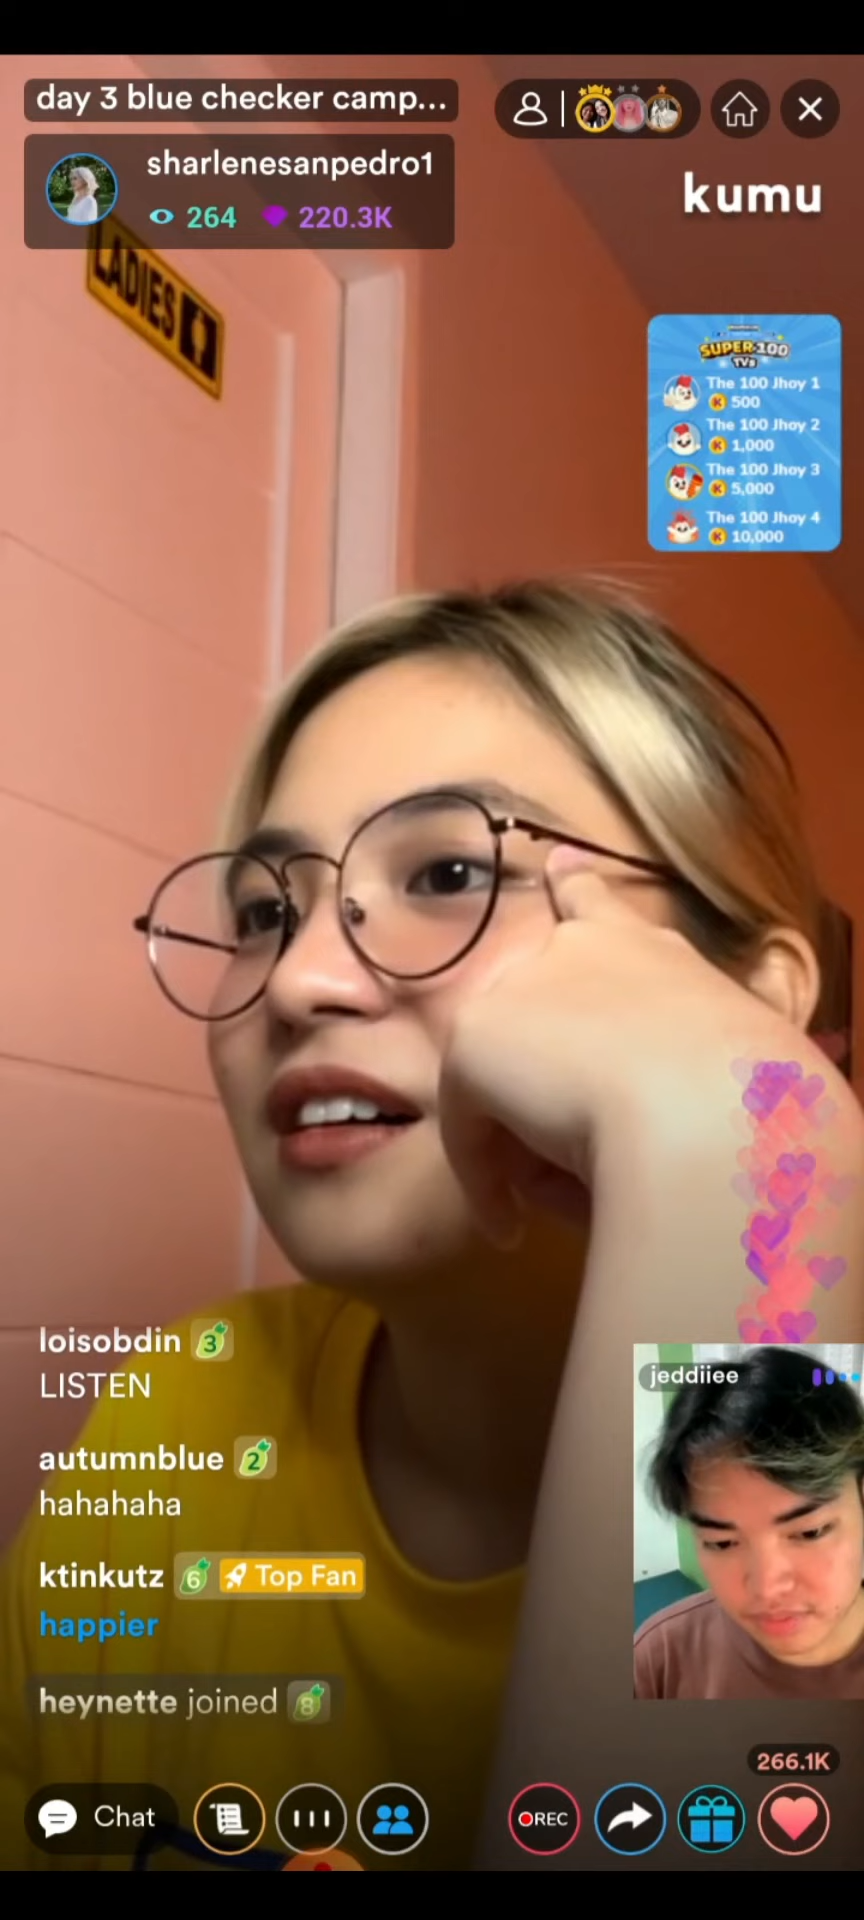 day 3 blue checker camp...
sharlenesanpedro1
264 220.3K
kumu
LADIES
SUPER 100
TVs
The 100 Jhoy 1
500
The 100 Jhoy 2
1,000
The 100 Jhoy 3
5,000
The 100 Jhoy 4
10,000
loisobdin 3
LISTEN
jeddiiee
autumnblue 2
hahahaha
ktinkutz 6 Top Fan
happier
heynette joined 8
266.1K
Chat
REC